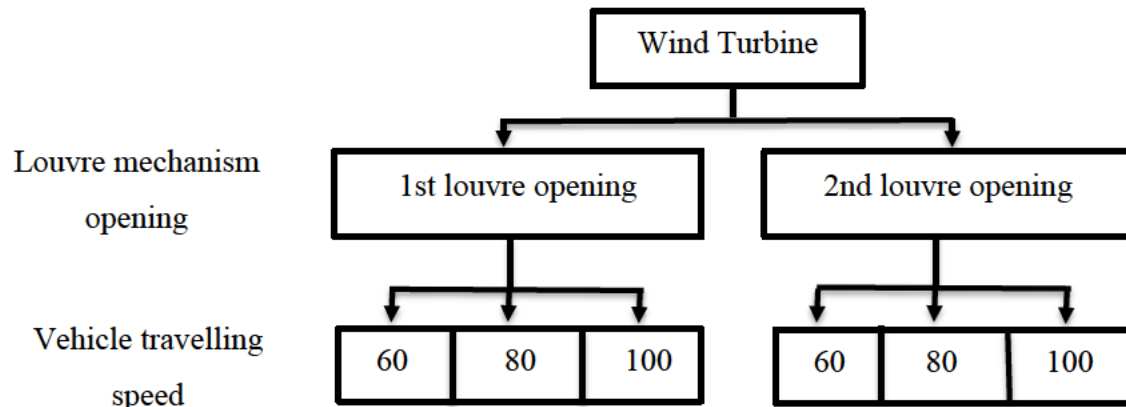 Wind Turbine
Louvre mechanism
opening
1st louvre opening
2nd louvre opening
Vehicle travelling
speed
60
80
100
60
80
100